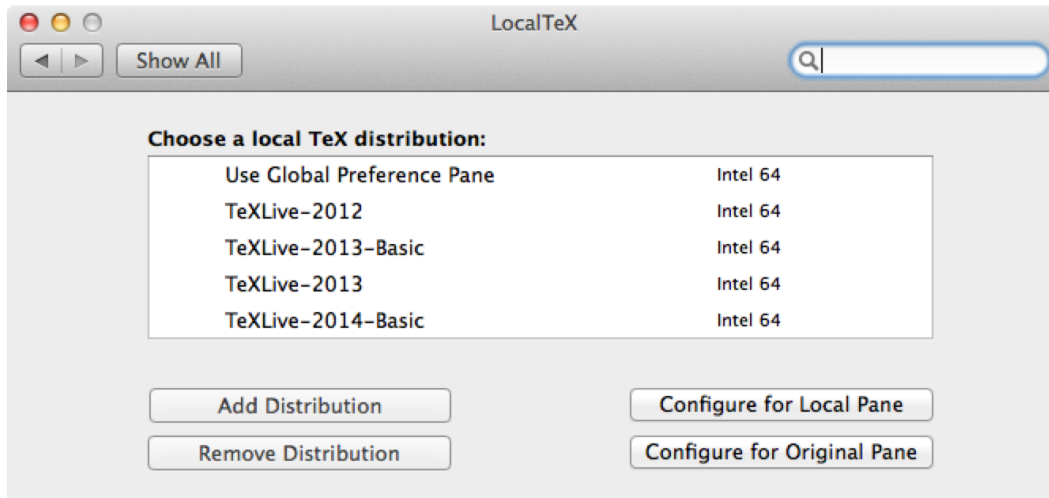 LocalTeX
Show All
Choose a local TeX distribution:
Use Global Preference Pane Intel 64
TeXLive-2012 Intel 64
TeXLive-2013-Basic Intel 64
TeXLive-2013 Intel 64
TeXLive-2014-Basic Intel 64
Add Distribution Configure for Local Pane
Remove Distribution Configure for Original Pane